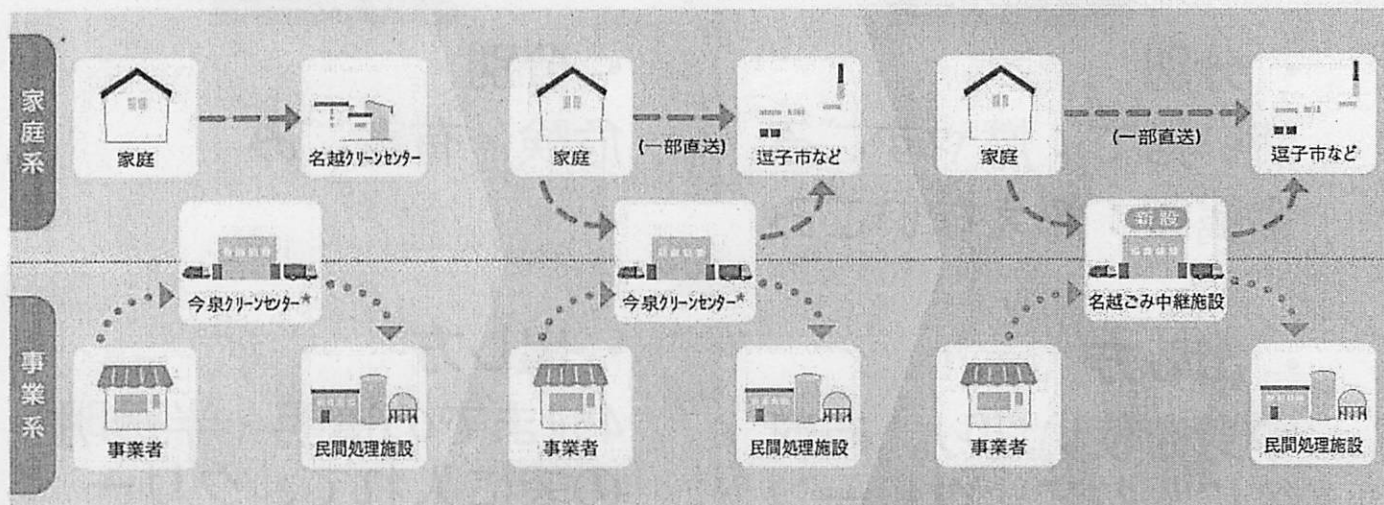 家庭系
家庭
名越クリーンセンター
今泉クリーンセンター*
事業系
事業者
民間処理施設
家庭
(一部直送)
逗子市など
今泉クリーンセンター*
事業者
民間処理施設
家庭
(一部直送)
逗子市など
新設
名越ごみ中継施設
事業者
民間処理施設